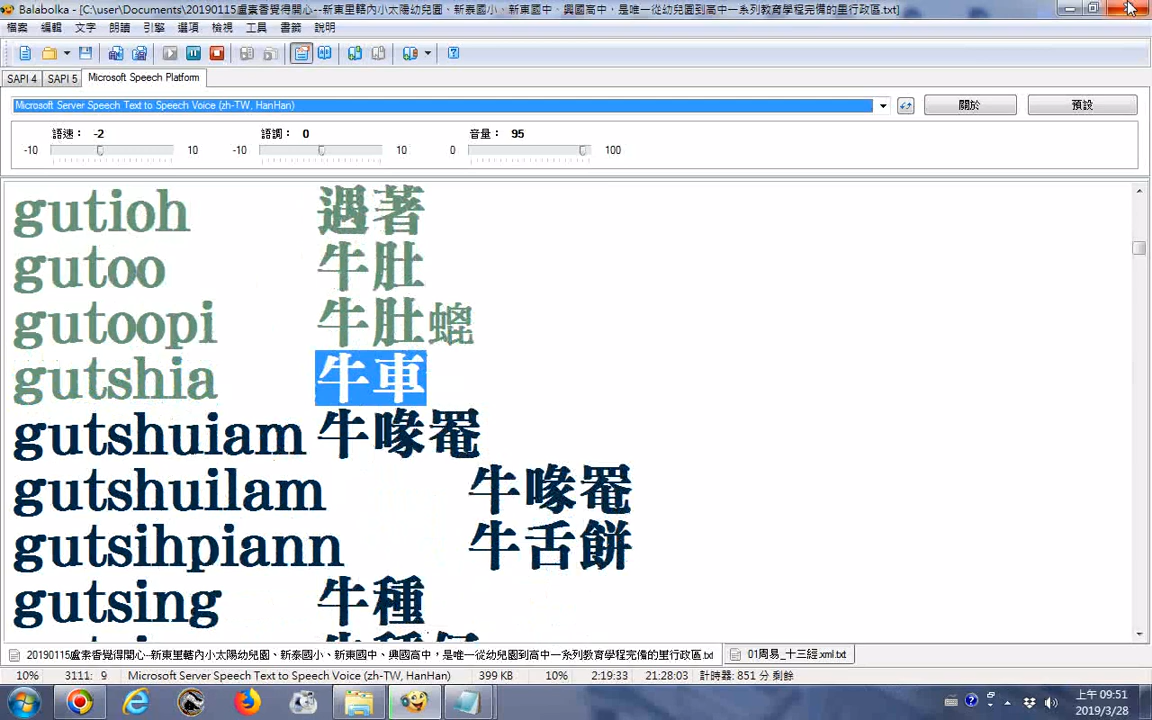 Balabolka - [C:\user\Documents\20190115盧素香覺得開心--新東里轄內小太陽幼兒園、新泰國小、新東國中、興國高中，是唯一從幼兒園到高中一系列教育學程完備的里行政區.txt]
檔案 編輯 文字 朗讀 引擎 選項 檢視 工具 書籤 說明
SAPI 4 SAPI 5 Microsoft Speech Platform
Microsoft Server Speech Text to Speech Voice (zh-TW, HanHan) 關於 預設
語速： -2 語調： 0 音量： 95
-10 10 -10 10 0 100
gutioh 遇著
gutoo 牛肚
gutoopi 牛肚螕
gutshia 牛車
gutshuiam 牛喙罨
gutshuilam 牛喙罨
gutsihpiann 牛舌餅
gutsing 牛種
20190115盧素香覺得開心--新東里轄內小太陽幼兒園、新泰國小、新東國中、興國高中，是唯一從幼兒園到高中一系列教育學程完備的里行政區.txt 01周易_十三經.xml.txt
10% 3111: 9 Microsoft Server Speech Text to Speech Voice (zh-TW, HanHan) 399 KB 10% 2:19:33 21:28:03 計時器: 851 分 剩餘
上午 09:51
2019/3/28